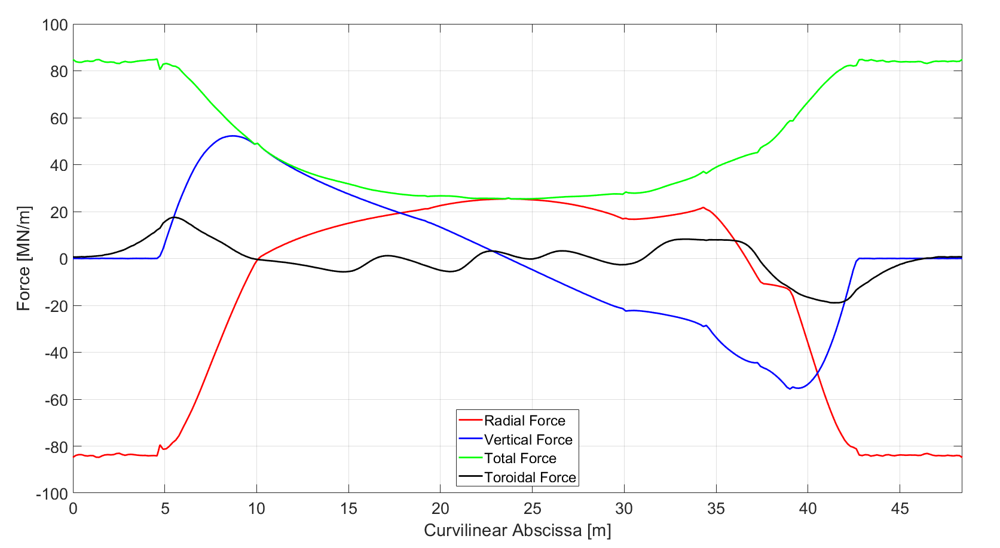 100
80
60
40
20
0
-20
-40
-60
-80
-100
Force [MN/m]
Radial Force
Vertical Force
Total Force
Toroidal Force
0 5 10 15 20 25 30 35 40 45
Curvilinear Abscissa [m]